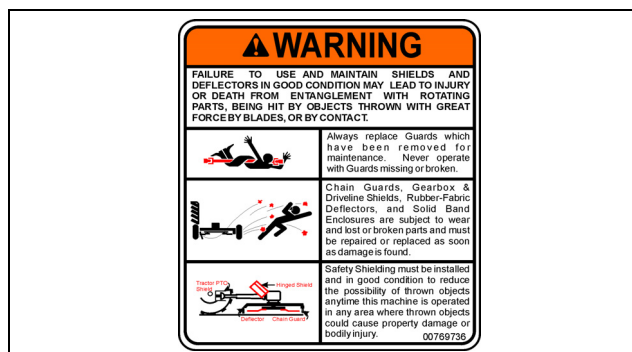 WARNING
FAILURE TO USE AND MAINTAIN SHIELDS AND
DEFLECTORS IN GOOD CONDITION MAY LEAD TO INJURY
OR DEATH FROM ENTANGLEMENT WITH ROTATING
PARTS, BEING HIT BY OBJECTS THROWN WITH GREAT
FORCE BY BLADES, OR BY CONTACT.
Always replace Guards which
have been removed for
maintenance. Never operate
with Guards missing or broken.
Chain Guards, Gearbox &
Driveline Shields, Rubber-Fabric
Deflectors, and Solid Band
Enclosures are subject to wear
and lost or broken parts and must
be repaired or replaced as soon
as damage is found.
Tractor PTO
Shield
Hinged Shield
Deflector Chain Guard
Safety Shielding must be installed
and in good condition to reduce
the possibility of thrown objects
anytime this machine is operated
in any area where thrown objects
could cause property damage or
bodily injury. 00769736